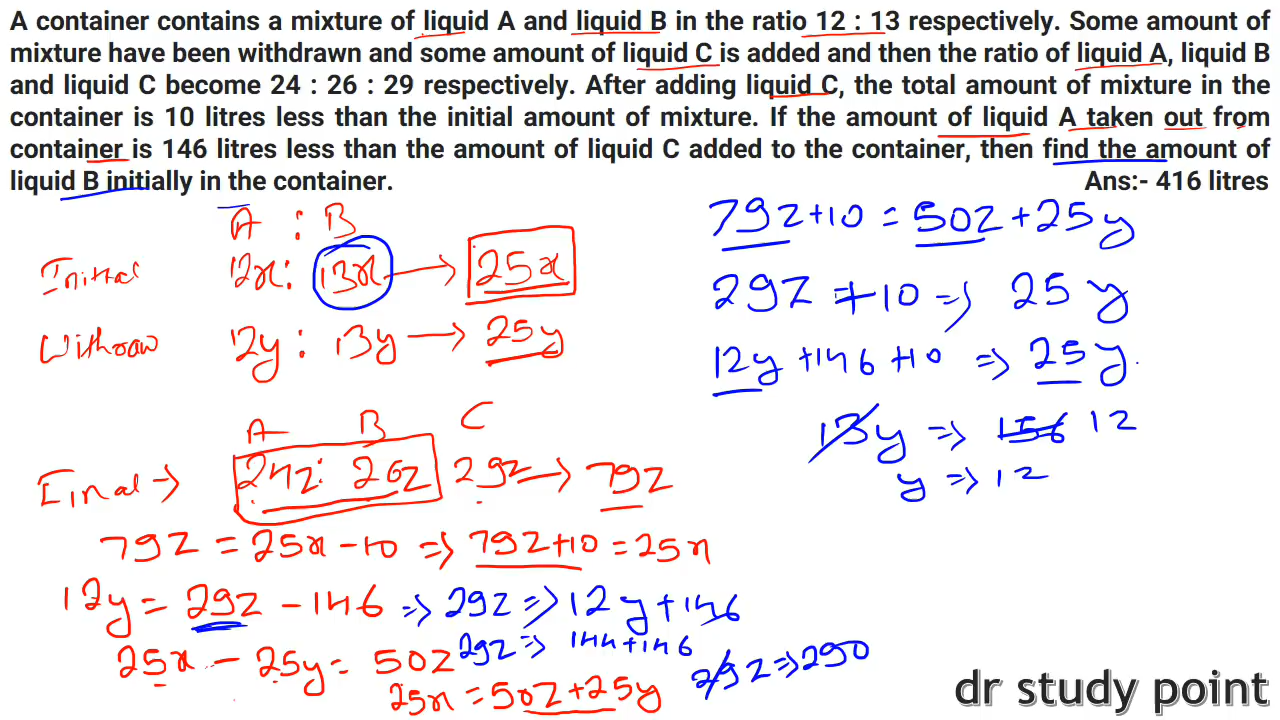 A container contains a mixture of liquid A and liquid B in the ratio 12 : 13 respectively. Some amount of
mixture have been withdrawn and some amount of liquid C is added and then the ratio of liquid A, liquid B
and liquid C become 24 : 26 : 29 respectively. After adding liquid C, the total amount of mixture in the
container is 10 litres less than the initial amount of mixture. If the amount of liquid A taken out from
container is 146 litres less than the amount of liquid C added to the container, then find the amount of
liquid B initially in the container. Ans:- 416 litres
A : B
Initial 12x : 13x → 25x
Withdraw 12y : 13y → 25y
A B C
Final → 24z : 26z 29z → 79z
79z = 25x - 10 ⇒ 79z + 10 = 25x
12y = 29z - 146 ⇒ 29z ⇒ 12y + 146
25x - 25y = 50z 29z ⇒ 144 + 146
25x = 50z + 25y 29z ⇒ 290
79z + 10 = 50z + 25y
29z + 10 ⇒ 25y
12y + 146 + 10 ⇒ 25y.
13y ⇒ 156 12
y ⇒ 12
dr study point